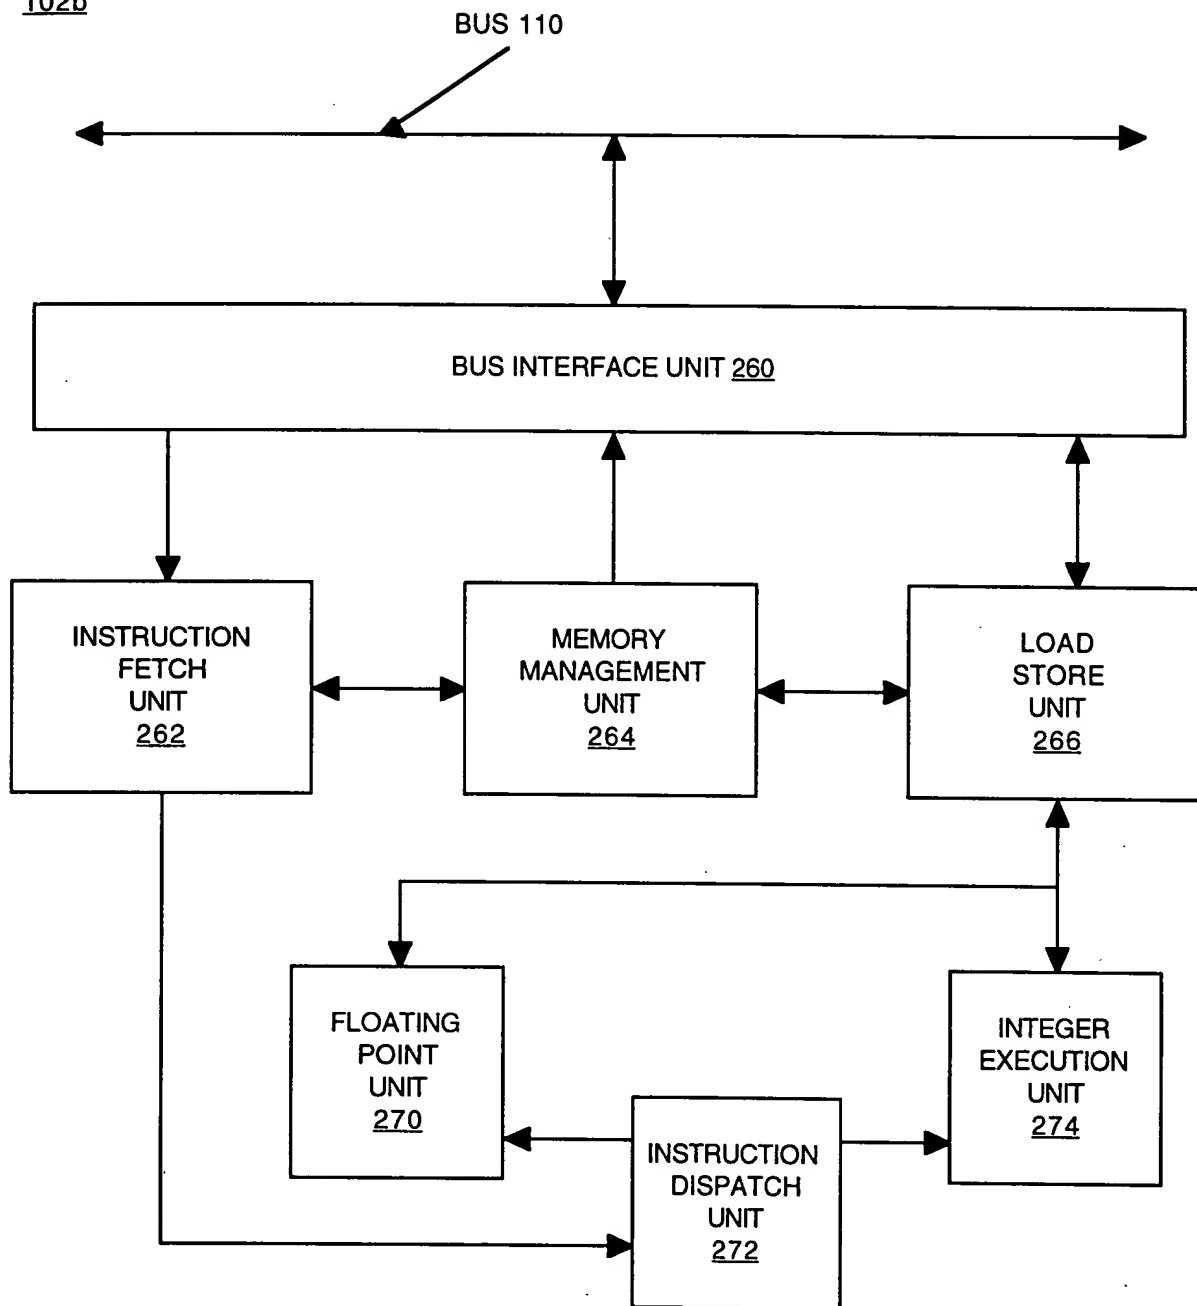 102b
BUS 110
BUS INTERFACE UNIT 260
INSTRUCTION
FETCH
UNIT
262
MEMORY
MANAGEMENT
UNIT
264
LOAD
STORE
UNIT
266
FLOATING
POINT
UNIT
270
INSTRUCTION
DISPATCH
UNIT
272
INTEGER
EXECUTION
UNIT
274